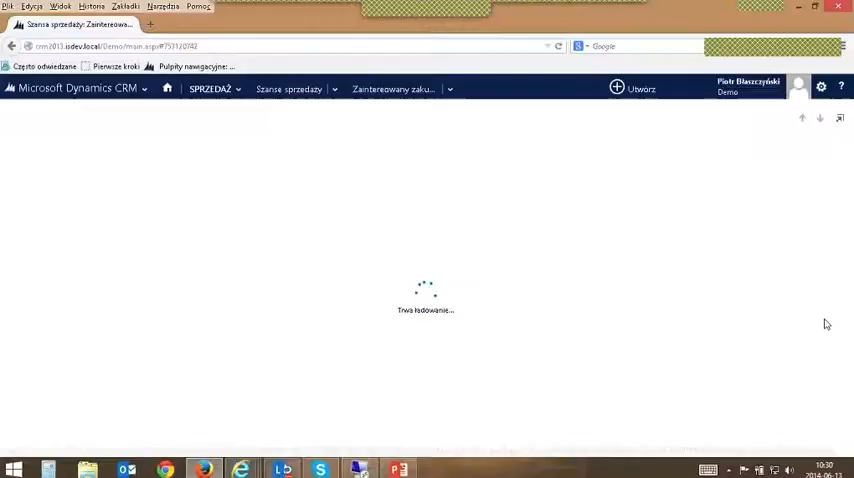 Plik Edycja Widok Historia Zakładki Narzędzia Pomoc
Szansa sprzedaży: Zaintereowa...
crm2013.isdev.local/Demo/main.aspx#753120742
Google
Często odwiedzane Pierwsze kroki Pulpity nawigacyjne: ...
Microsoft Dynamics CRM SPRZEDAŻ Szanse sprzedaży Zaintereowany zaku... Utwórz Piotr Błaszczyński
Demo
Trwa ładowanie...
10:30
2014-06-13